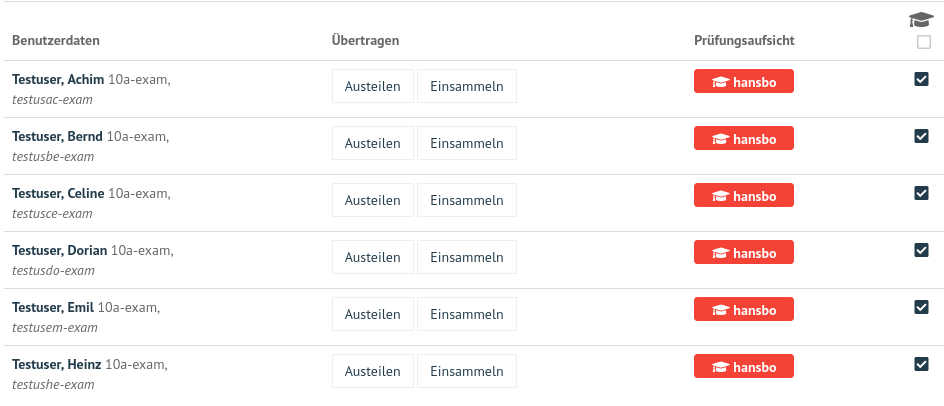 Benutzerdaten Übertragen Prüfungsaufsicht
Testuser, Achim 10a-exam, Austeilen Einsammeln hansbo
testusac-exam
Testuser, Bernd 10a-exam, Austeilen Einsammeln hansbo
testusbe-exam
Testuser, Celine 10a-exam, Austeilen Einsammeln hansbo
testusce-exam
Testuser, Dorian 10a-exam, Austeilen Einsammeln hansbo
testusdo-exam
Testuser, Emil 10a-exam, Austeilen Einsammeln hansbo
testusem-exam
Testuser, Heinz 10a-exam, Austeilen Einsammeln hansbo
testushe-exam